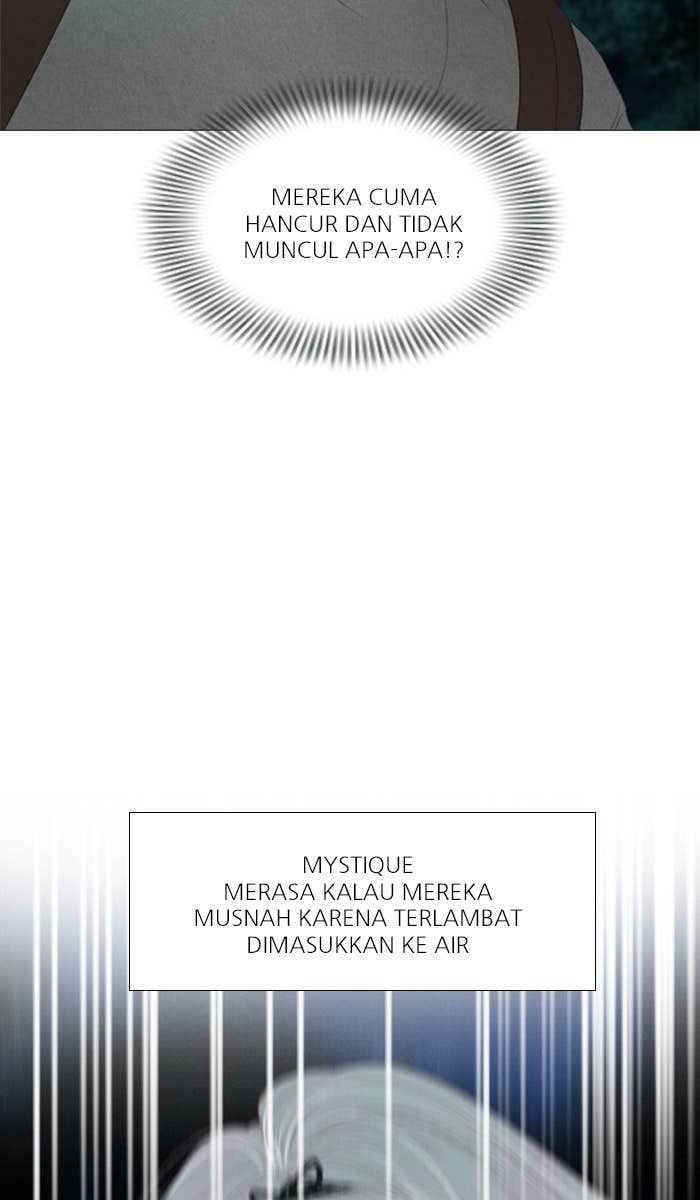 MEREKA CUMA
HANCUR DAN TIDAK
MUNCUL APA-APA!?
MYSTIQUE
MERASA KALAU MEREKA
MUSNAH KARENA TERLAMBAT
DIMASUKKAN KE AIR